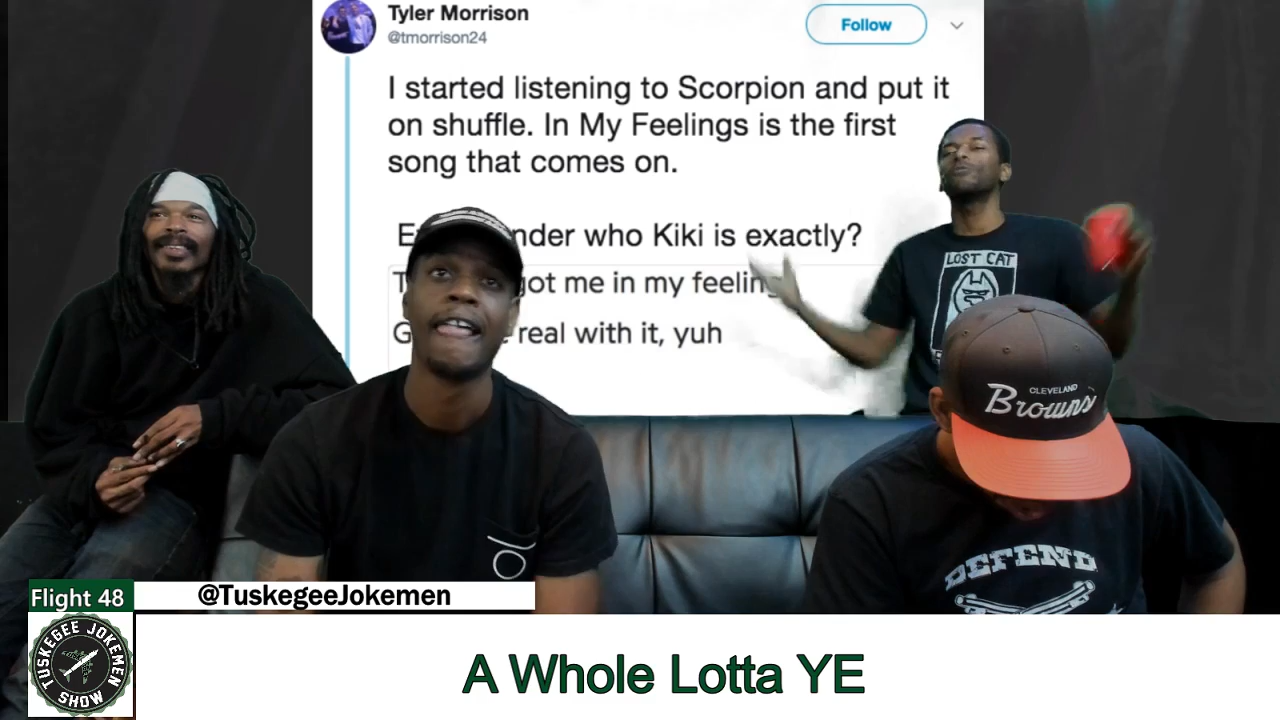 Tyler Morrison
@tmorrison24
Follow
I started listening to Scorpion and put it
on shuffle. In My Feelings is the first
song that comes on.
who Kiki is exactly?
got me in my feeling
real with it, yuh
LOST CAT
CLEVELAND
Browns
DEFEND
Flight 48
@TuskegeeJokemen
TUSKEGEE JOKEMEN
SHOW
A Whole Lotta YE